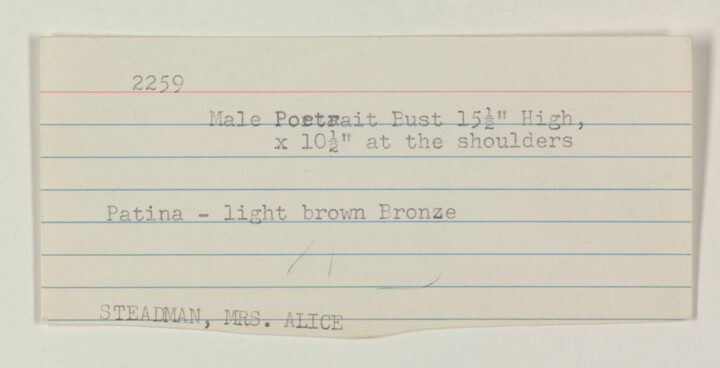 2259
Male Portrait Bust 15½" High,
x 10½" at the shoulders
Patina - light brown Bronze
STEADMAN, MRS. ALICE